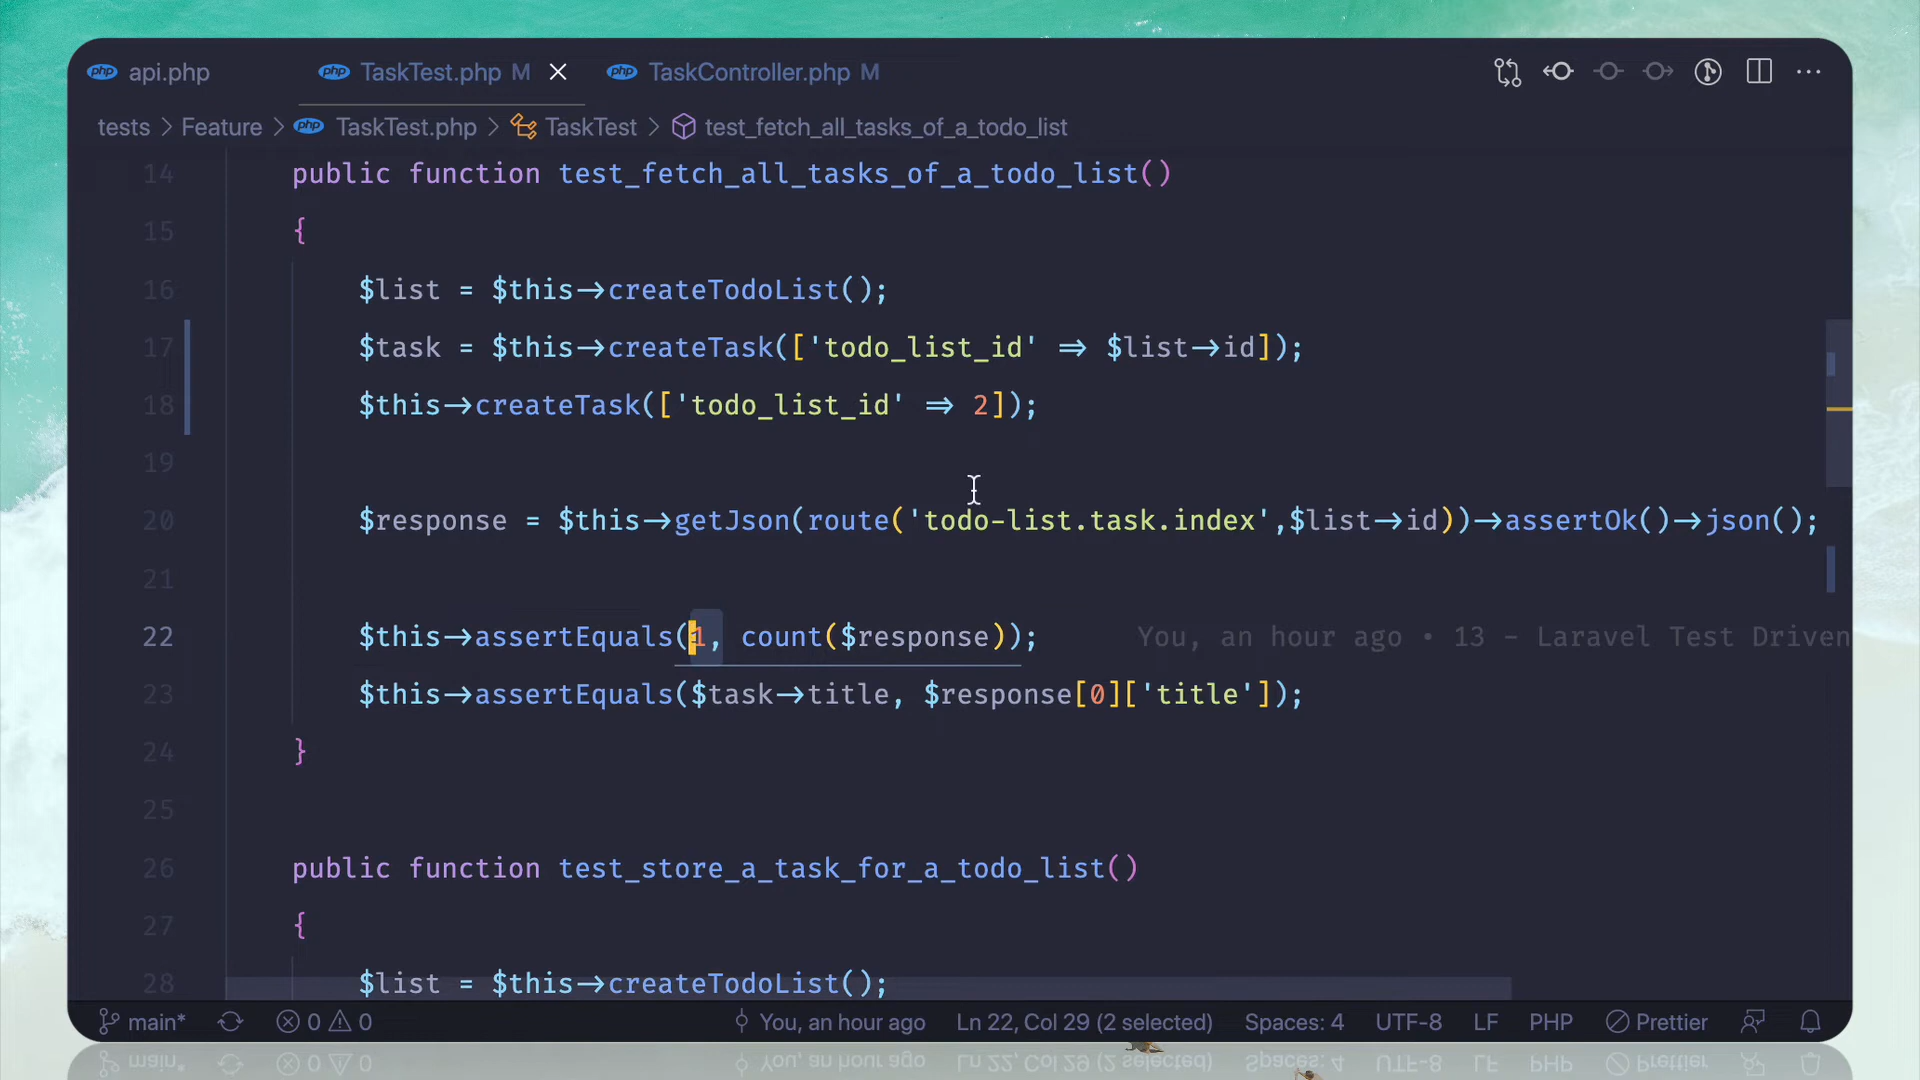 php api.php
php TaskTest.php M
php TaskController.php M
tests > Feature > php TaskTest.php > TaskTest > test_fetch_all_tasks_of_a_todo_list
14 public function test_fetch_all_tasks_of_a_todo_list()
15 {
16 $list = $this->createTodoList();
17 $task = $this->createTask(['todo_list_id' => $list->id]);
18 $this->createTask(['todo_list_id' => 2]);
19
20 $response = $this->getJson(route('todo-list.task.index',$list->id))->assertOk()->json();
21
22 $this->assertEquals(1, count($response)); You, an hour ago • 13 - Laravel Test Driven
23 $this->assertEquals($task->title, $response[0]['title']);
24 }
25
26 public function test_store_a_task_for_a_todo_list()
27 {
28 $list = $this->createTodoList();
main* 0 0 You, an hour ago Ln 22, Col 29 (2 selected) Spaces: 4 UTF-8 LF PHP Prettier